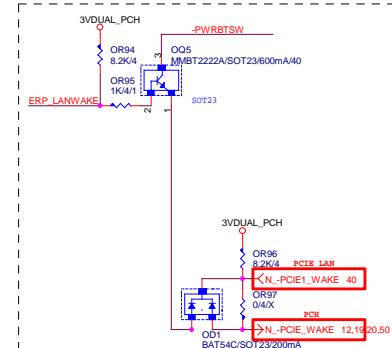 3VDUAL_PCH
-PWRBTSW
OR94
8.2K/4
3
OQ5
MMBT2222A/SOT23/600mA/40
OR95
1K/4/1
SOT23
ERP_LANWAKE
2
1
3VDUAL_PCH
OR96
8.2K/4
PCIE LAN
N_-PCIE1_WAKE 40
OR97
0/4/X
PCH
N_-PCIE_WAKE 12,19,20,50
OD1
BAT54C/SOT23/200mA